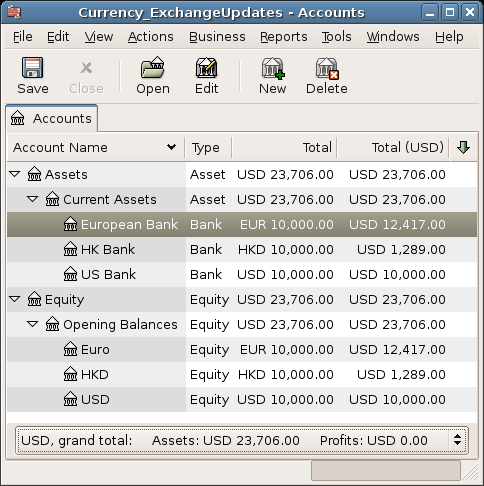 Currency_ExchangeUpdates - Accounts
File Edit View Actions Business Reports Tools Windows Help
Save Close Open Edit New Delete
Accounts
Account Name Type Total Total (USD)
Assets Asset USD 23,706.00 USD 23,706.00
Current Assets Asset USD 23,706.00 USD 23,706.00
European Bank Bank EUR 10,000.00 USD 12,417.00
HK Bank Bank HKD 10,000.00 USD 1,289.00
US Bank Bank USD 10,000.00 USD 10,000.00
Equity Equity USD 23,706.00 USD 23,706.00
Opening Balances Equity USD 23,706.00 USD 23,706.00
Euro Equity EUR 10,000.00 USD 12,417.00
HKD Equity HKD 10,000.00 USD 1,289.00
USD Equity USD 10,000.00 USD 10,000.00
USD, grand total: Assets: USD 23,706.00 Profits: USD 0.00